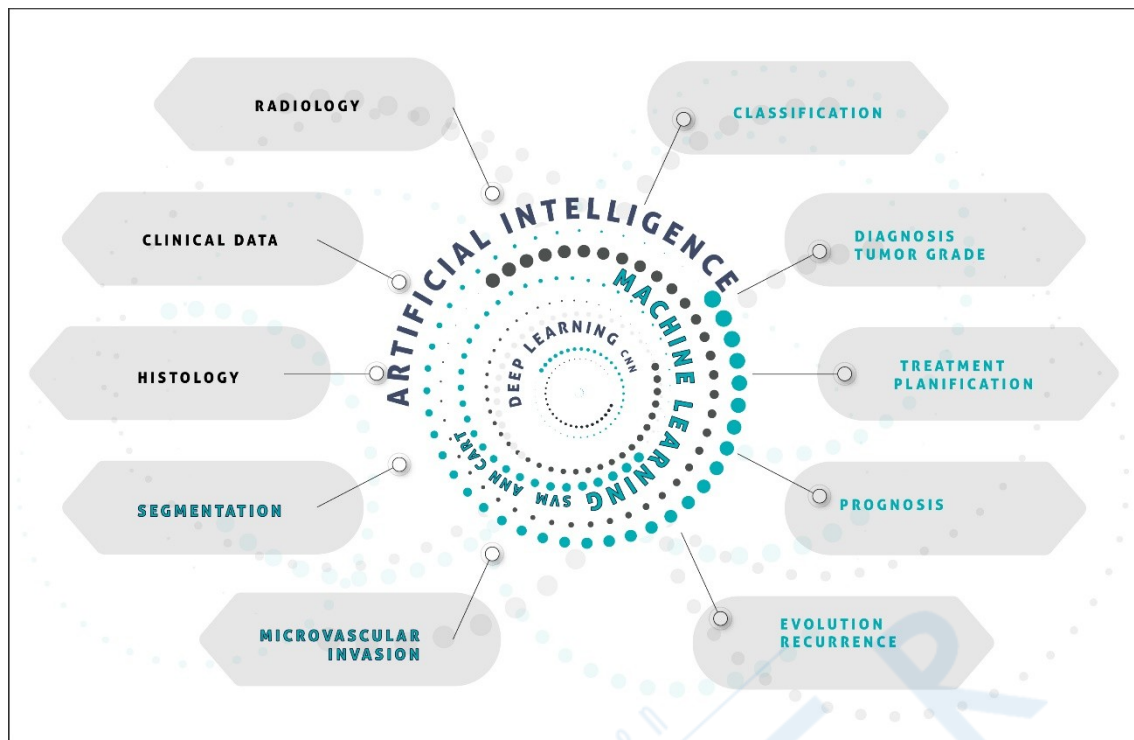 RADIOLOGY
CLINICAL DATA
HISTOLOGY
SEGMENTATION
MICROVASCULAR
INVASION
ARTIFICIAL INTELLIGENCE
MACHINE LEARNING SVM ANN CART
DEEP LEARNING CNN
CLASSIFICATION
DIAGNOSIS
TUMOR GRADE
TREATMENT
PLANIFICATION
PROGNOSIS
EVOLUTION
RECURRENCE